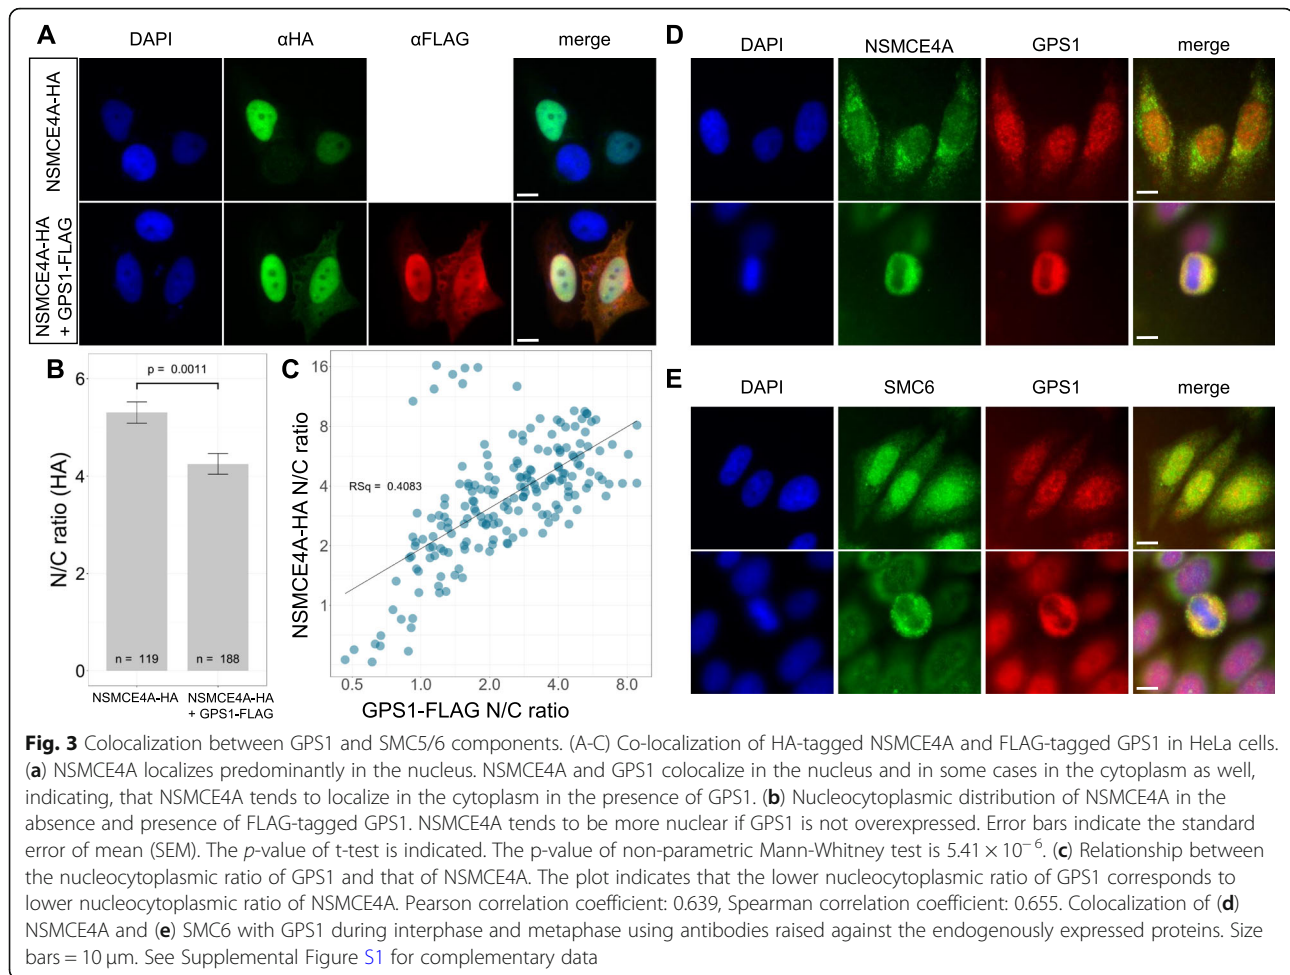 A
DAPI αHA αFLAG merge
NSMCE4A-HA
NSMCE4A-HA
+ GPS1-FLAG
B
p = 0.0011
6
4
2
0
N/C ratio (HA)
n = 119 n = 188
NSMCE4A-HA NSMCE4A-HA
+ GPS1-FLAG
C
16
8
4
2
1
NSMCE4A-HA N/C ratio
RSq = 0.4083
0.5 1.0 2.0 4.0 8.0
GPS1-FLAG N/C ratio
D
DAPI NSMCE4A GPS1 merge
E
DAPI SMC6 GPS1 merge
Fig. 3 Colocalization between GPS1 and SMC5/6 components. (A-C) Co-localization of HA-tagged NSMCE4A and FLAG-tagged GPS1 in HeLa cells.
(a) NSMCE4A localizes predominantly in the nucleus. NSMCE4A and GPS1 colocalize in the nucleus and in some cases in the cytoplasm as well,
indicating, that NSMCE4A tends to localize in the cytoplasm in the presence of GPS1. (b) Nucleocytoplasmic distribution of NSMCE4A in the
absence and presence of FLAG-tagged GPS1. NSMCE4A tends to be more nuclear if GPS1 is not overexpressed. Error bars indicate the standard
error of mean (SEM). The p-value of t-test is indicated. The p-value of non-parametric Mann-Whitney test is 5.41 × 10⁻⁶. (c) Relationship between
the nucleocytoplasmic ratio of GPS1 and that of NSMCE4A. The plot indicates that the lower nucleocytoplasmic ratio of GPS1 corresponds to
lower nucleocytoplasmic ratio of NSMCE4A. Pearson correlation coefficient: 0.639, Spearman correlation coefficient: 0.655. Colocalization of (d)
NSMCE4A and (e) SMC6 with GPS1 during interphase and metaphase using antibodies raised against the endogenously expressed proteins. Size
bars = 10 μm. See Supplemental Figure S1 for complementary data